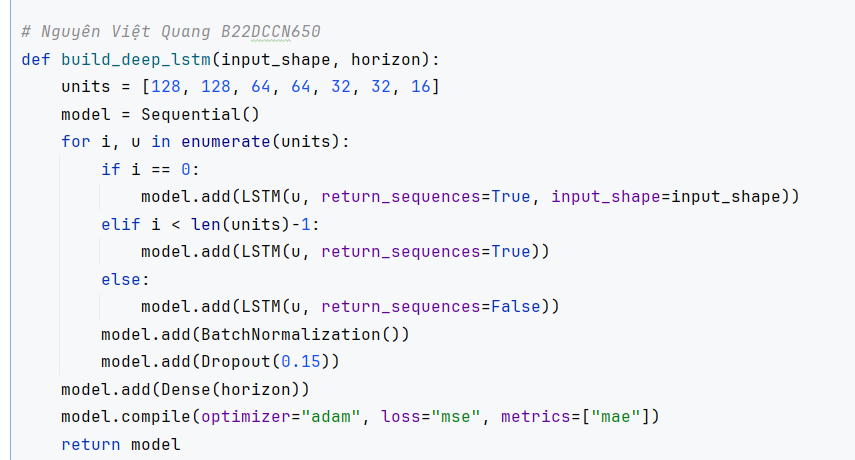 # Nguyên Việt Quang B22DCCN650
def build_deep_lstm(input_shape, horizon):
    units = [128, 128, 64, 64, 32, 32, 16]
    model = Sequential()
    for i, u in enumerate(units):
        if i == 0:
            model.add(LSTM(u, return_sequences=True, input_shape=input_shape))
        elif i < len(units)-1:
            model.add(LSTM(u, return_sequences=True))
        else:
            model.add(LSTM(u, return_sequences=False))
        model.add(BatchNormalization())
        model.add(Dropout(0.15))
    model.add(Dense(horizon))
    model.compile(optimizer="adam", loss="mse", metrics=["mae"])
    return model